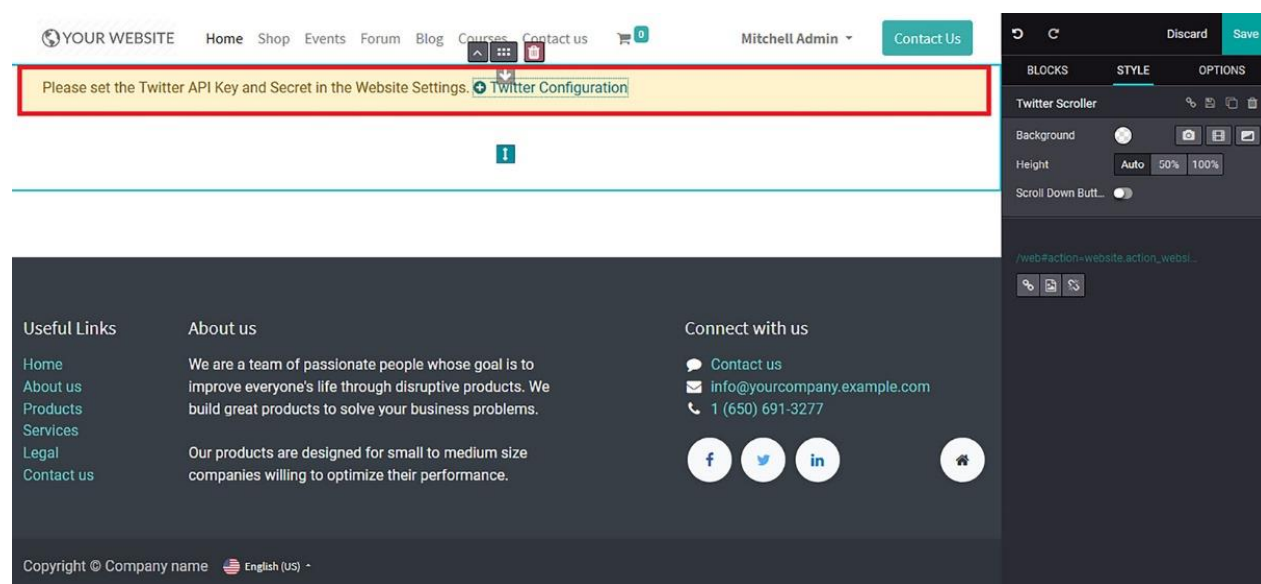 YOUR WEBSITE Home Shop Events Forum Blog Courses Contact us 0 Mitchell Admin Contact Us
Discard Save
BLOCKS STYLE OPTIONS
Please set the Twitter API Key and Secret in the Website Settings. Twitter Configuration
Twitter Scroller
Background
Height Auto 50% 100%
Scroll Down Butt...
/web#action=website.action_websi...
Useful Links
Home
About us
Products
Services
Legal
Contact us
About us
We are a team of passionate people whose goal is to
improve everyone's life through disruptive products. We
build great products to solve your business problems.
Our products are designed for small to medium size
companies willing to optimize their performance.
Connect with us
Contact us
info@yourcompany.example.com
1 (650) 691-3277
f
in
Copyright © Company name English (US)